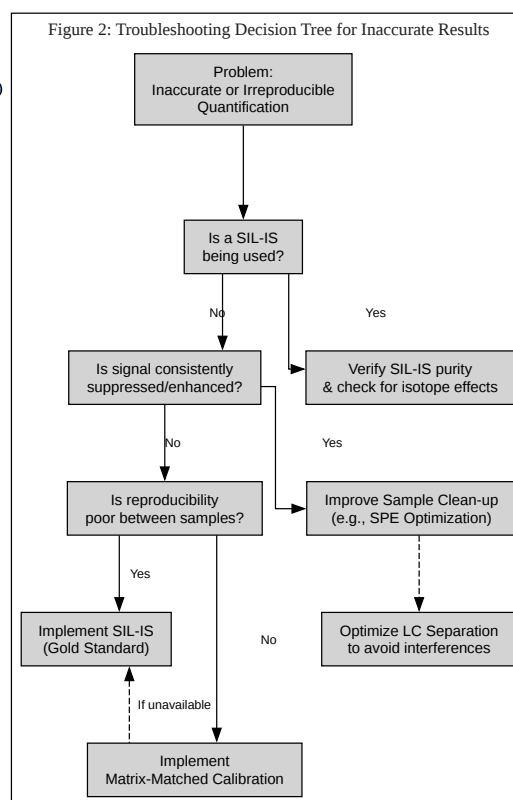 Figure 2: Troubleshooting Decision Tree for Inaccurate Results
Problem:
Inaccurate or Irreproducible
Quantification
Is a SIL-IS
being used?
No
Yes
Is signal consistently
suppressed/enhanced?
Verify SIL-IS purity
& check for isotope effects
No
Yes
Is reproducibility
poor between samples?
Improve Sample Clean-up
(e.g., SPE Optimization)
Yes
Implement SIL-IS
(Gold Standard)
No
Optimize LC Separation
to avoid interferences
If unavailable
Implement
Matrix-Matched Calibration